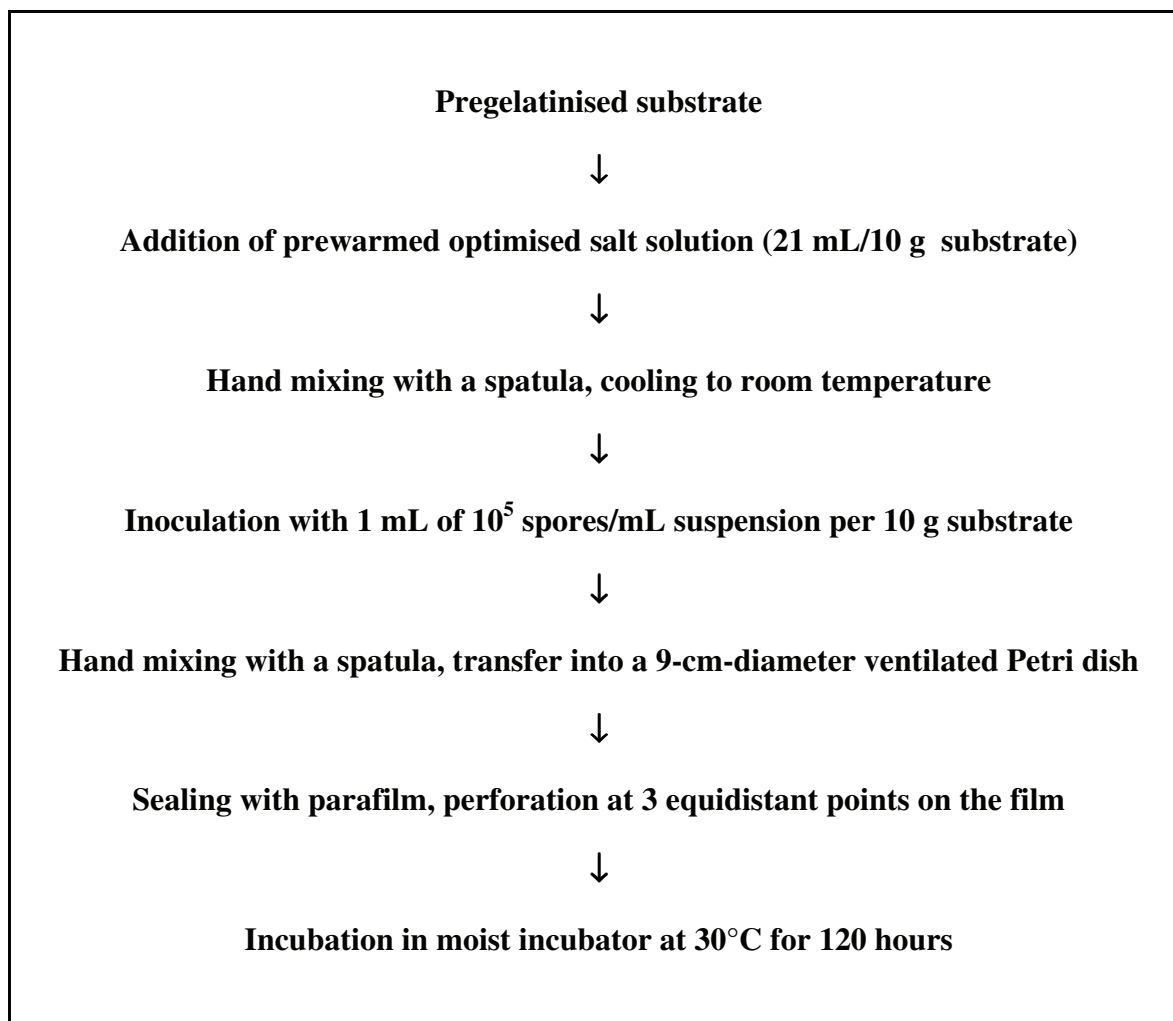 Pregelatinised substrate
↓
Addition of prewarmed optimised salt solution (21 mL/10 g substrate)
↓
Hand mixing with a spatula, cooling to room temperature
↓
Inoculation with 1 mL of 10⁵ spores/mL suspension per 10 g substrate
↓
Hand mixing with a spatula, transfer into a 9-cm-diameter ventilated Petri dish
↓
Sealing with parafilm, perforation at 3 equidistant points on the film
↓
Incubation in moist incubator at 30°C for 120 hours